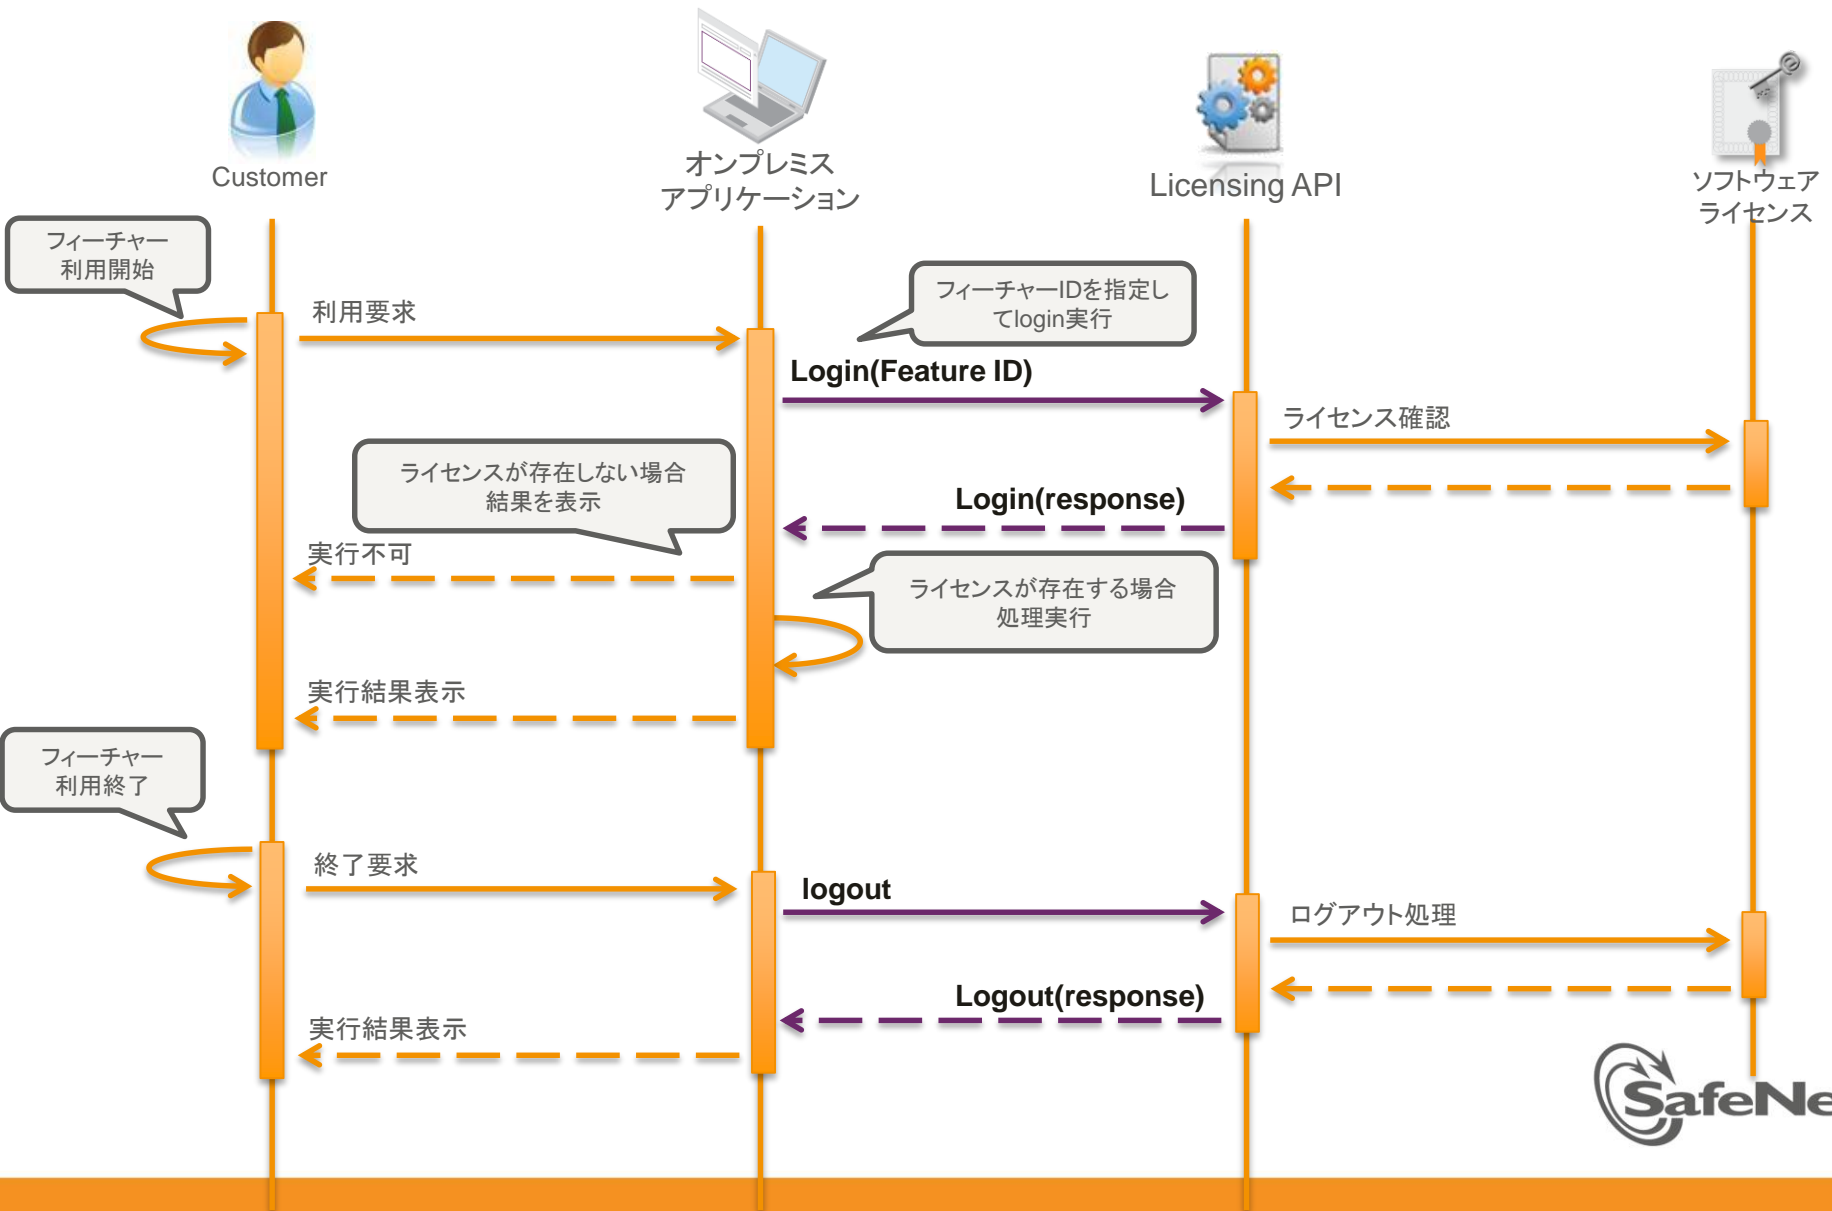 Customer
オンプレミス
アプリケーション
Licensing API
ソフトウェア
ライセンス
フィーチャー
利用開始
利用要求
フィーチャーIDを指定し
てlogin実行
Login(Feature ID)
ライセンス確認
ライセンスが存在しない場合
結果を表示
Login(response)
実行不可
ライセンスが存在する場合
処理実行
実行結果表示
フィーチャー
利用終了
終了要求
logout
ログアウト処理
Logout(response)
実行結果表示
SafeNe